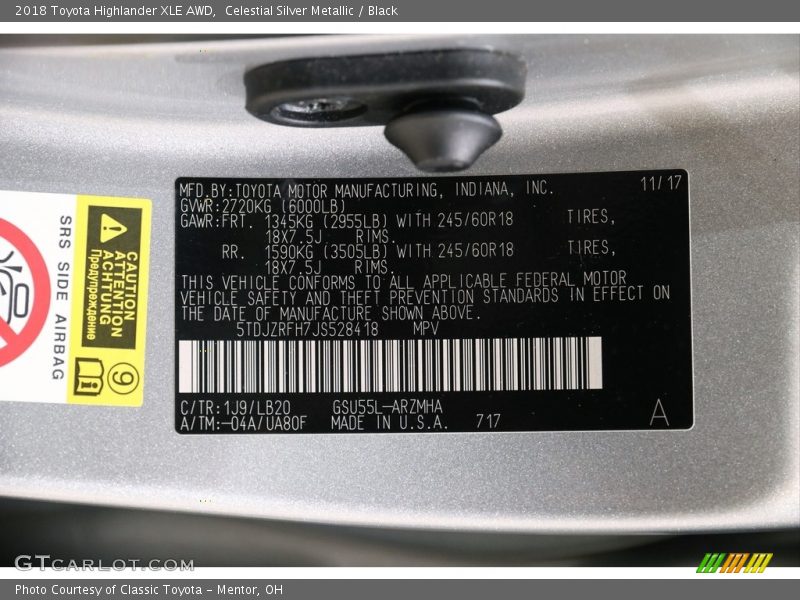 2018 Toyota Highlander XLE AWD,  Celestial Silver Metallic / Black
MFD.BY:TOYOTA MOTOR MANUFACTURING, INDIANA, INC. 11/17
GVWR:2720KG (6000LB)
GAWR:FRT. 1345KG (2955LB) WITH 245/60R18 TIRES,
18X7.5J RIMS.
RR. 1590KG (3505LB) WITH 245/60R18 TIRES,
18X7.5J RIMS.
THIS VEHICLE CONFORMS TO ALL APPLICABLE FEDERAL MOTOR
VEHICLE SAFETY AND THEFT PREVENTION STANDARDS IN EFFECT ON
THE DATE OF MANUFACTURE SHOWN ABOVE.
5TDJZRFH7JS528418 MPV
C/TR:1J9/LB20 GSU55L-ARZMHA
A/TM:-04A/UA80F MADE IN U.S.A. 717
A
SRS SIDE AIRBAG
CAUTION
ATTENTION
ACHTUNG
Предупреждение
i
9
GTCARLOT.COM
Photo Courtesy of Classic Toyota - Mentor, OH